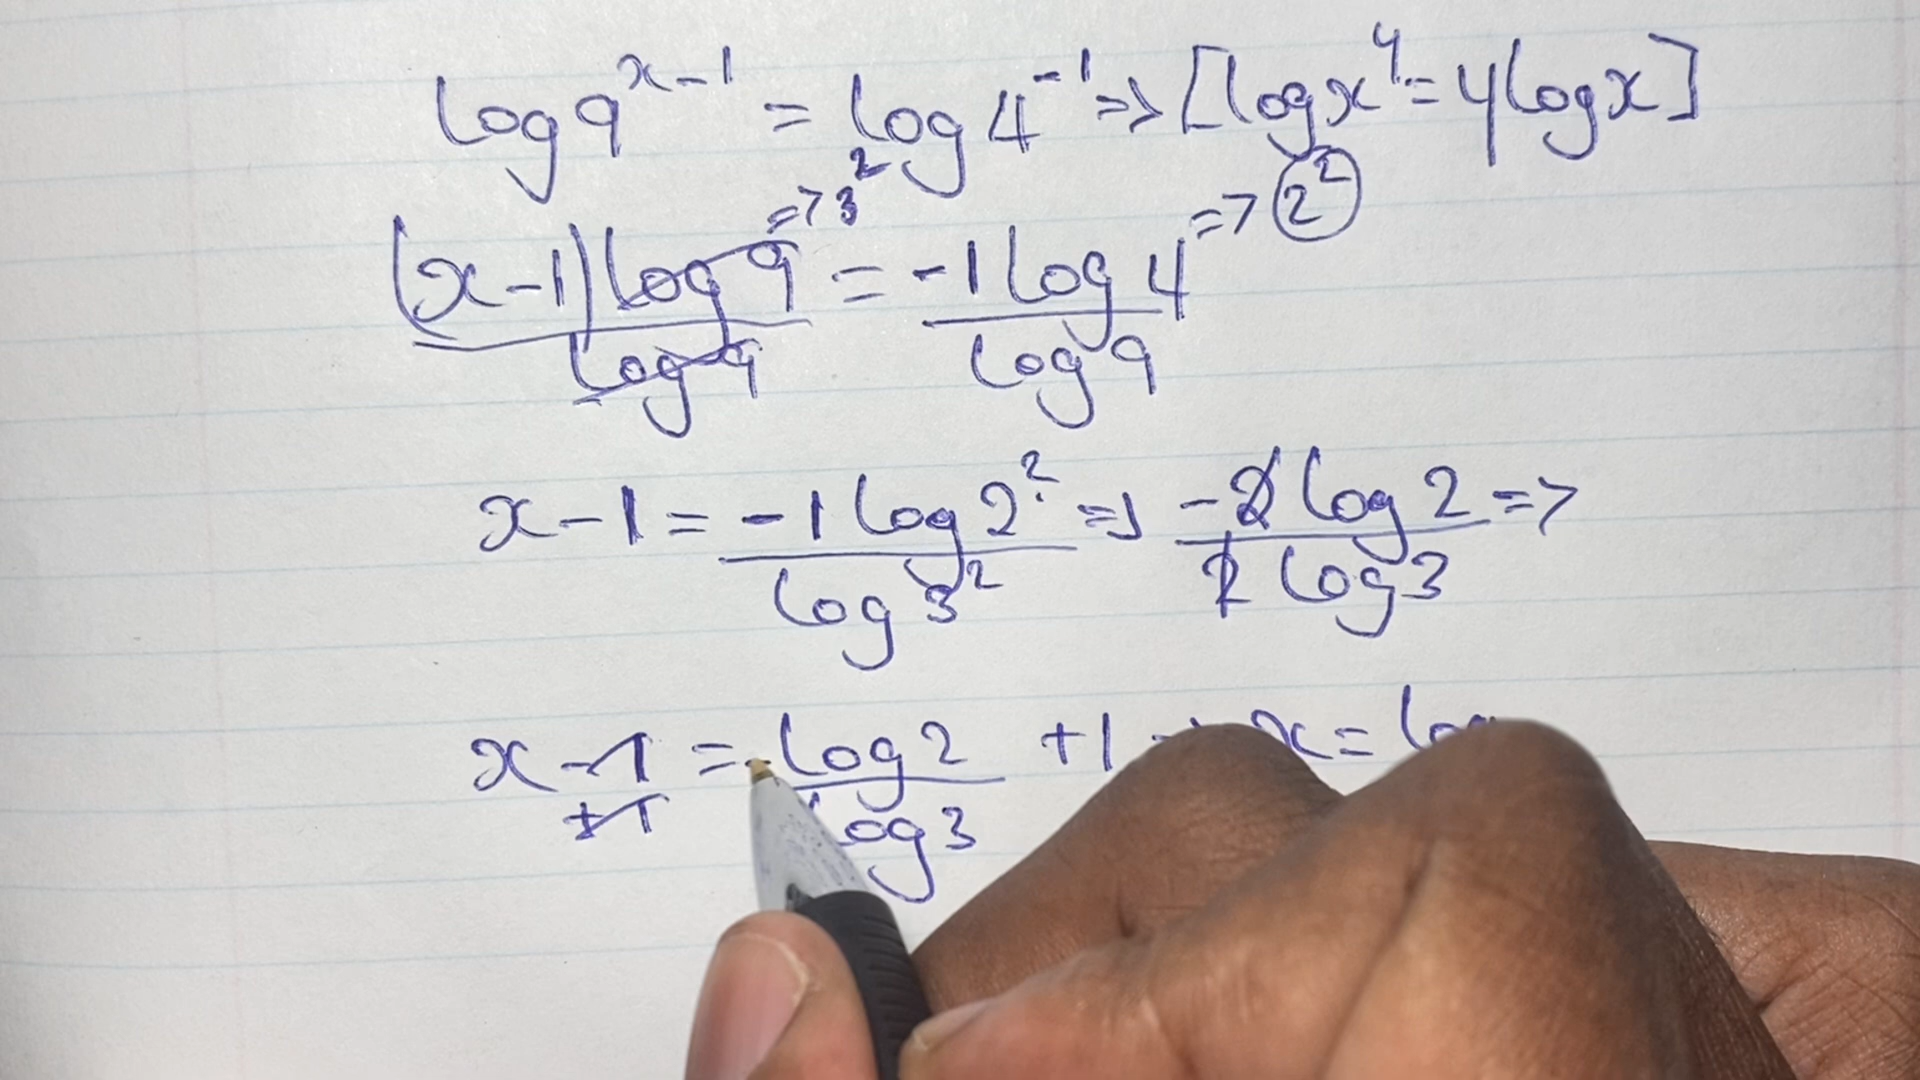 log 9^x-1 = log 4^-1 => [log x^y = y log x]
=> 3^2 => 2^2
(x-1) log 9 / log 9 = -1 log 4 / log 9
x - 1 = -1 log 2^2 / log 3^2 => -2 log 2 / 2 log 3 =>
x - 1 = - log 2 / log 3 + 1 x = log
+1